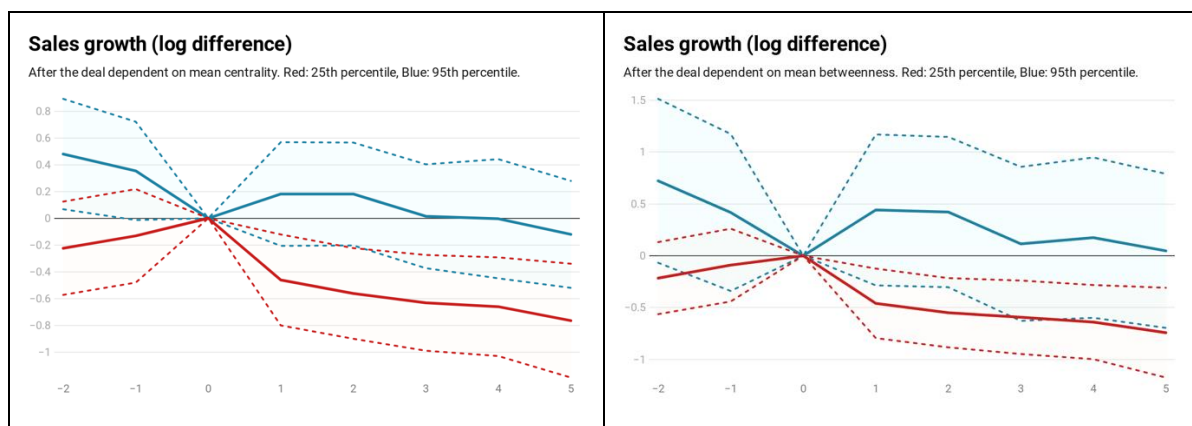 Sales growth (log difference)
After the deal dependent on mean centrality. Red: 25th percentile, Blue: 95th percentile.
0.8
0.6
0.4
0.2
0
−0.2
−0.4
−0.6
−0.8
−1
−2 −1 0 1 2 3 4 5
Sales growth (log difference)
After the deal dependent on mean betweenness. Red: 25th percentile, Blue: 95th percentile.
1.5
1
0.5
0
−0.5
−1
−2 −1 0 1 2 3 4 5